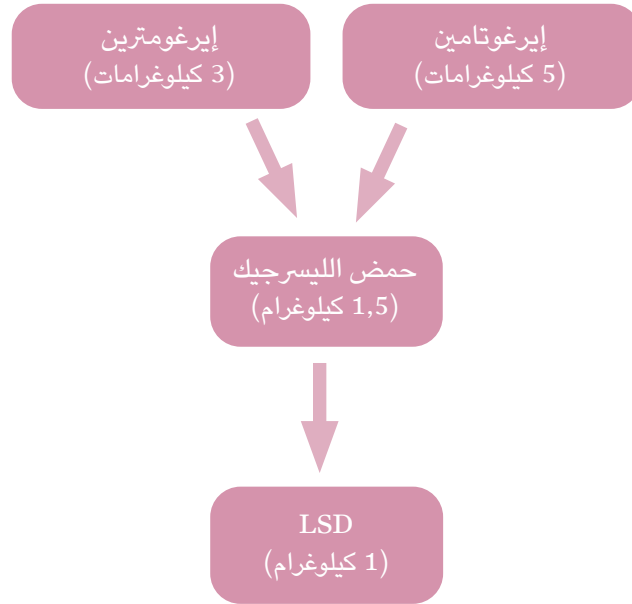 إيرغوتامين
(5 كيلوغرامات)
إيرغومترين
(3 كيلوغرامات)
حمض الليسرجيك
(1,5 كيلوغرام)
LSD
(1 كيلوغرام)